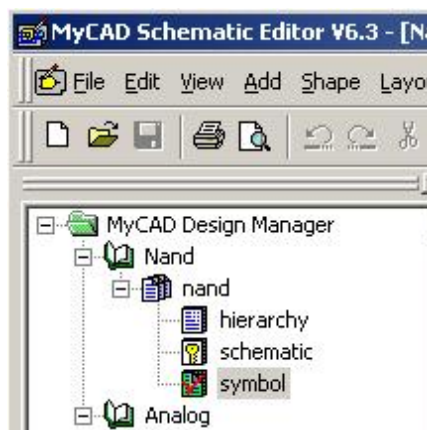 MyCAD Schematic Editor V6.3 - [N
File Edit View Add Shape Layo
MyCAD Design Manager
Nand
nand
hierarchy
schematic
symbol
Analog